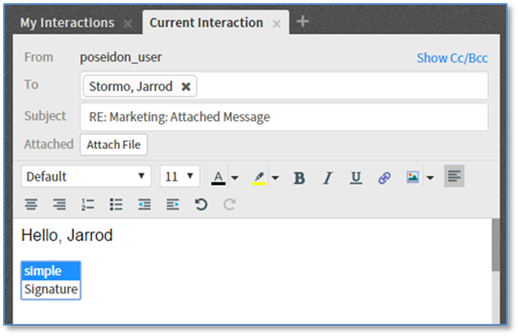 My Interactions Current Interaction
From poseidon_user Show Cc/Bcc
To Stormo, Jarrod
Subject RE: Marketing: Attached Message
Attached Attach File
Default 11 A B I U
Hello, Jarrod
simple
Signature